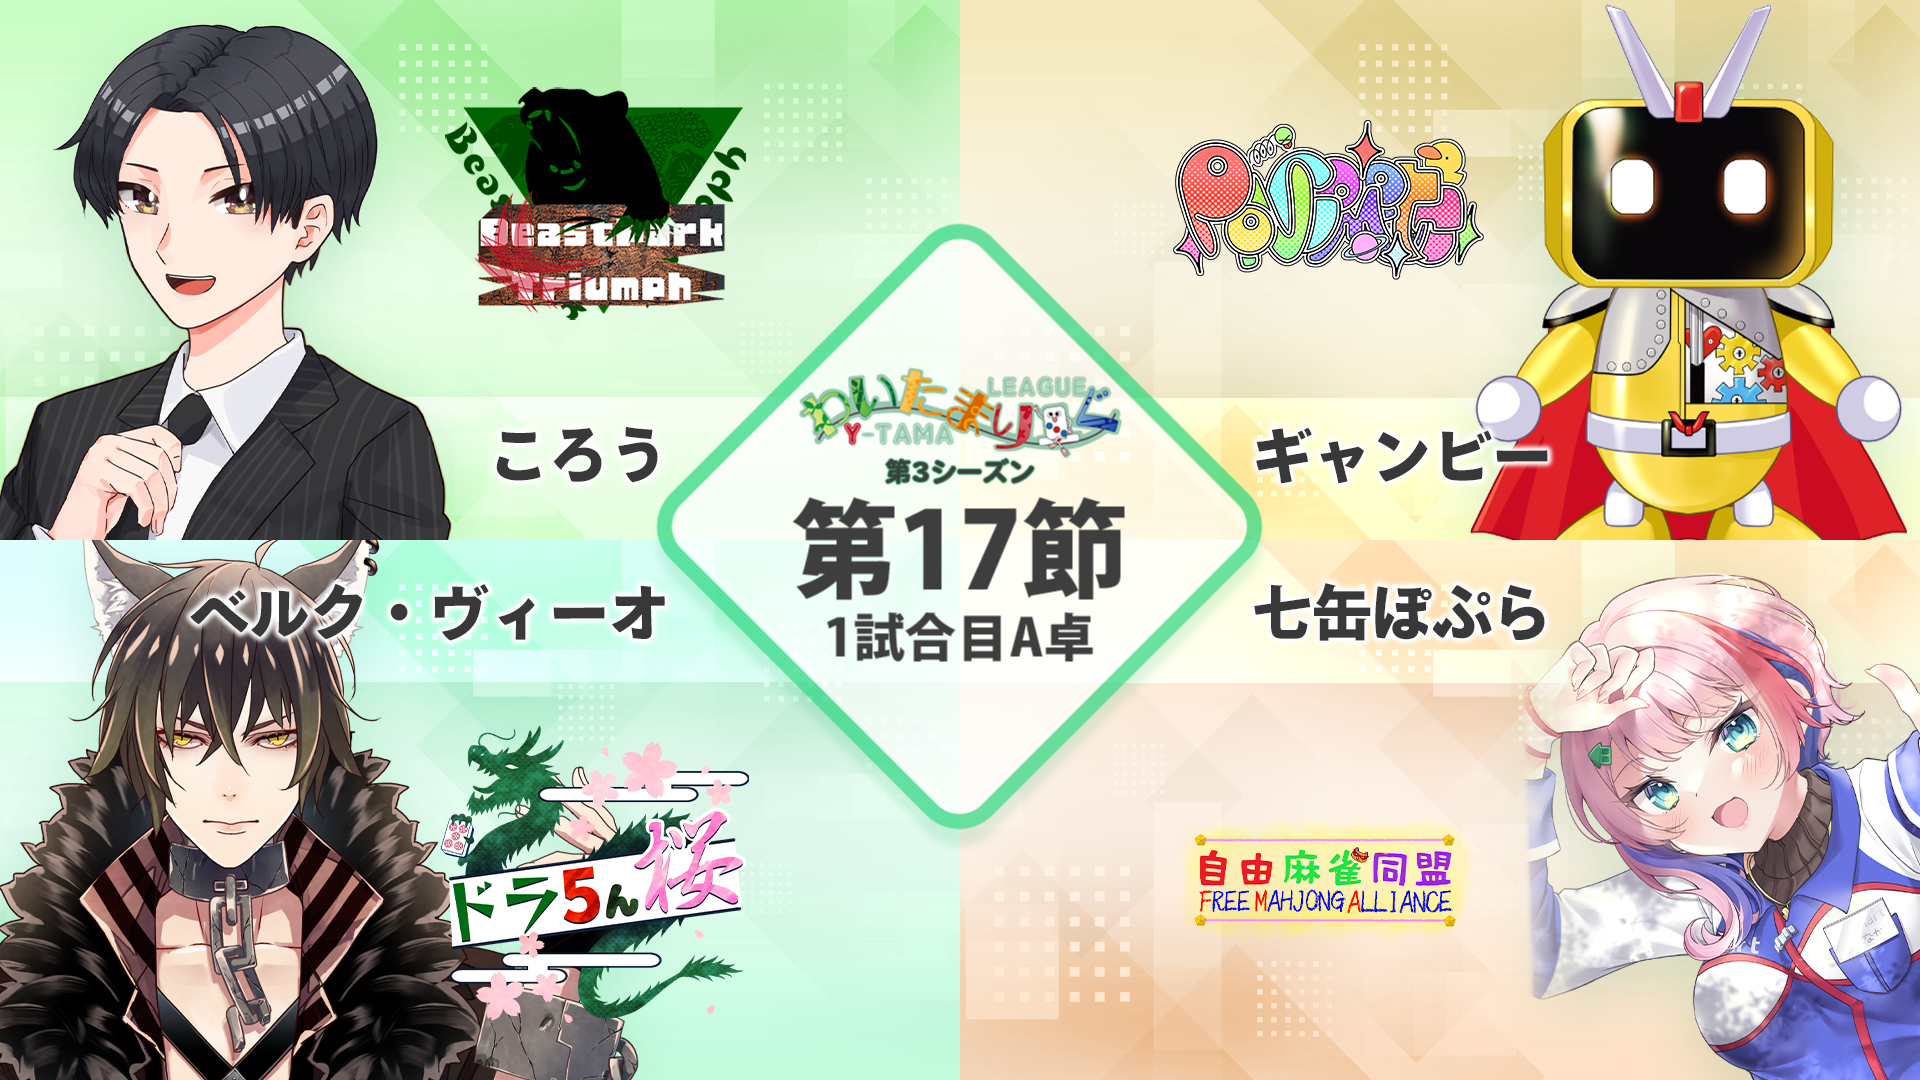 Beastwork
Triumph
ころう
POSPARE
ギャンビー
わいたまりーぐ
LEAGUE
Y-TAMA
第3シーズン
第17節
1試合目A卓
ベルク・ヴィーオ
七缶ぽぷら
ドラ5ん桜
自由麻雀同盟
FREE MAHJONG ALLIANCE